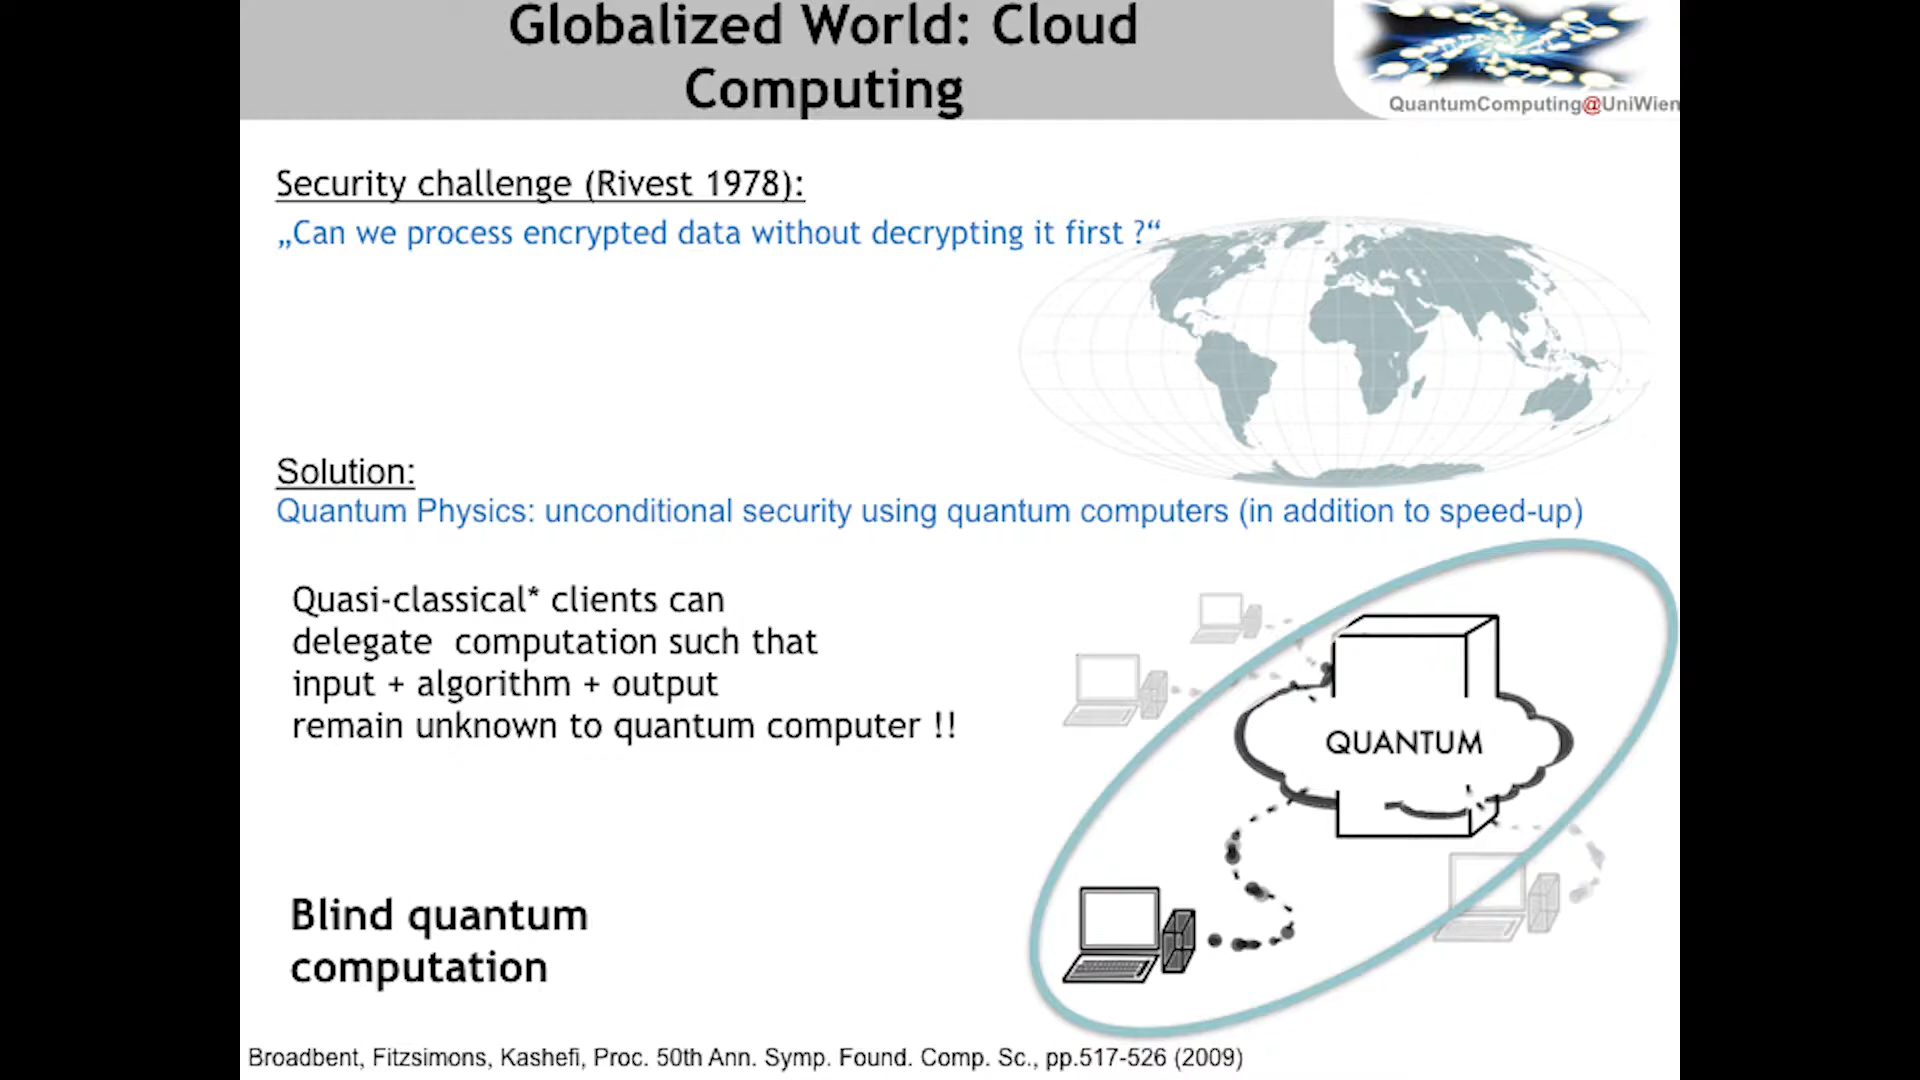 Globalized World: Cloud
Computing
QuantumComputing@UniWien
Security challenge (Rivest 1978):
„Can we process encrypted data without decrypting it first ?“
Solution:
Quantum Physics: unconditional security using quantum computers (in addition to speed-up)
Quasi-classical* clients can
delegate computation such that
input + algorithm + output
remain unknown to quantum computer !!
QUANTUM
Blind quantum
computation
Broadbent, Fitzsimons, Kashefi, Proc. 50th Ann. Symp. Found. Comp. Sc., pp.517-526 (2009)